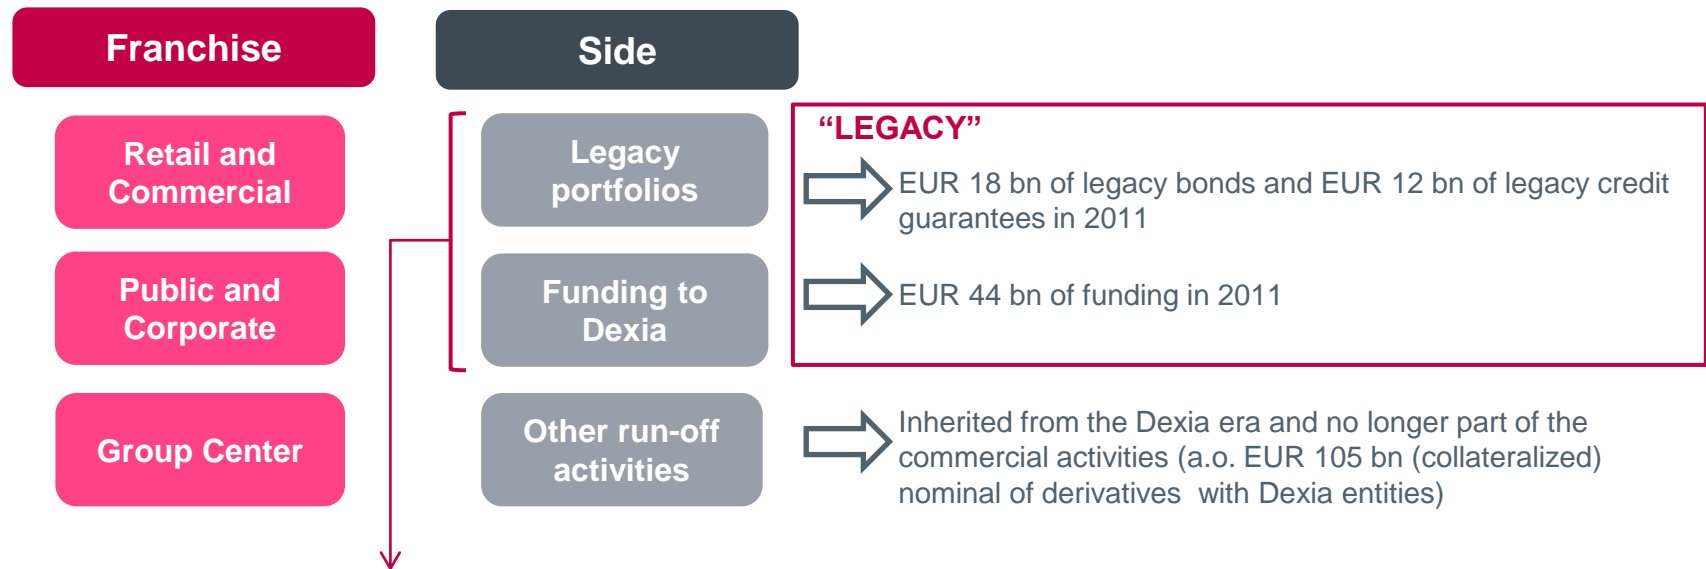 Franchise
Side
Retail and
Commercial
Public and
Corporate
Group Center
Legacy
portfolios
Funding to
Dexia
Other run-off
activities
“LEGACY”
EUR 18 bn of legacy bonds and EUR 12 bn of legacy credit
guarantees in 2011
EUR 44 bn of funding in 2011
Inherited from the Dexia era and no longer part of the
commercial activities (a.o. EUR 105 bn (collateralized)
nominal of derivatives with Dexia entities)